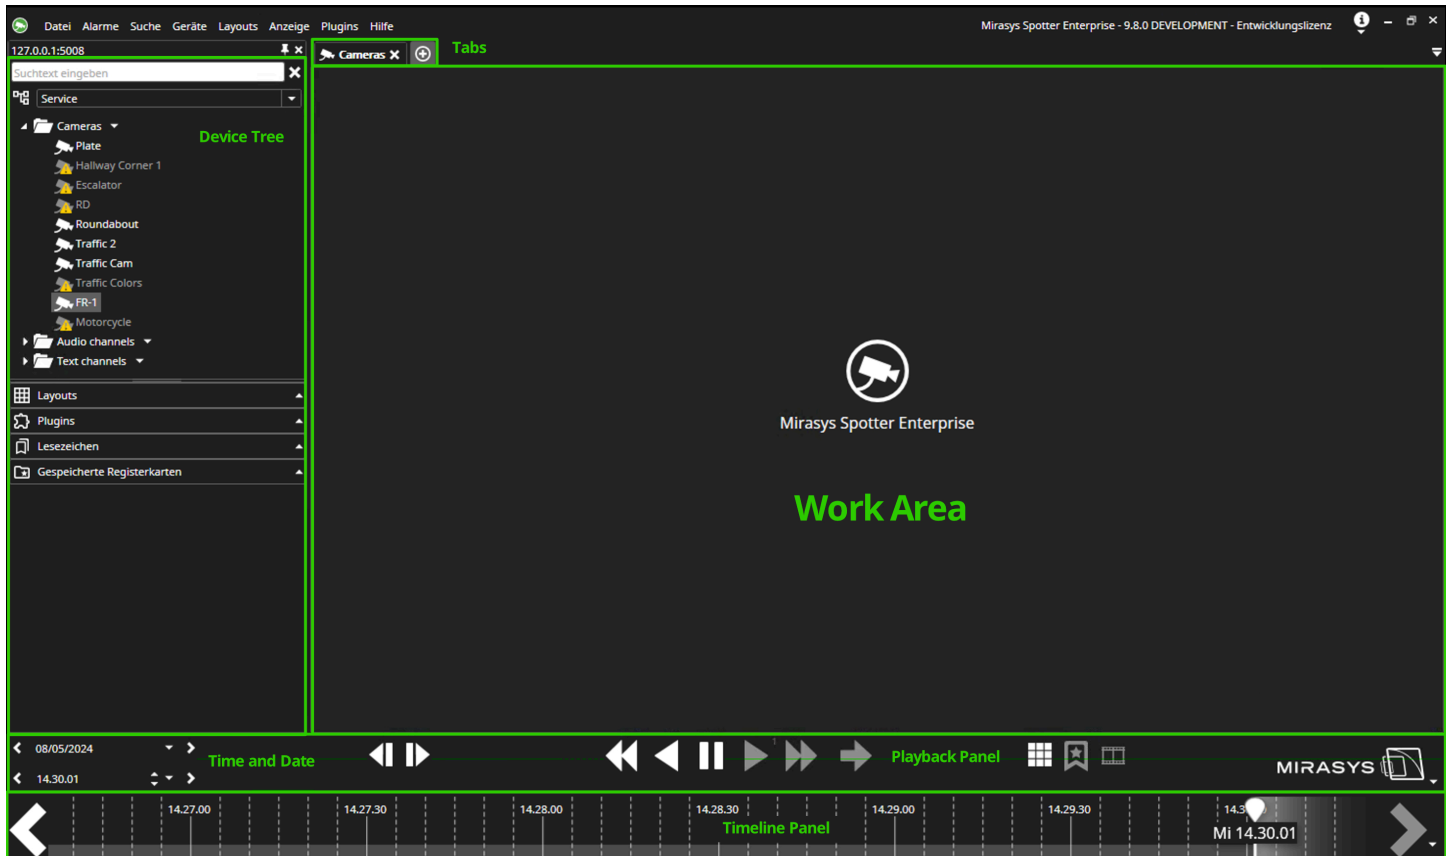 Datei Alarme Suche Geräte Layouts Anzeige Plugins Hilfe
Mirasys Spotter Enterprise - 9.8.0 DEVELOPMENT - Entwicklungslizenz
127.0.0.1:5008
Cameras
Tabs
Suchtext eingeben
Service
Cameras
Device Tree
Plate
Hallway Corner 1
Escalator
RD
Roundabout
Traffic 2
Traffic Cam
Traffic Colors
FR-1
Motorcycle
Audio channels
Text channels
Layouts
Plugins
Lesezeichen
Gespeicherte Registerkarten
Mirasys Spotter Enterprise
Work Area
08/05/2024
14.30.01
Time and Date
1
Playback Panel
MIRASYS
14.27.00 14.27.30 14.28.00 14.28.30 14.29.00 14.29.30 14.3
Timeline Panel
Mi 14.30.01